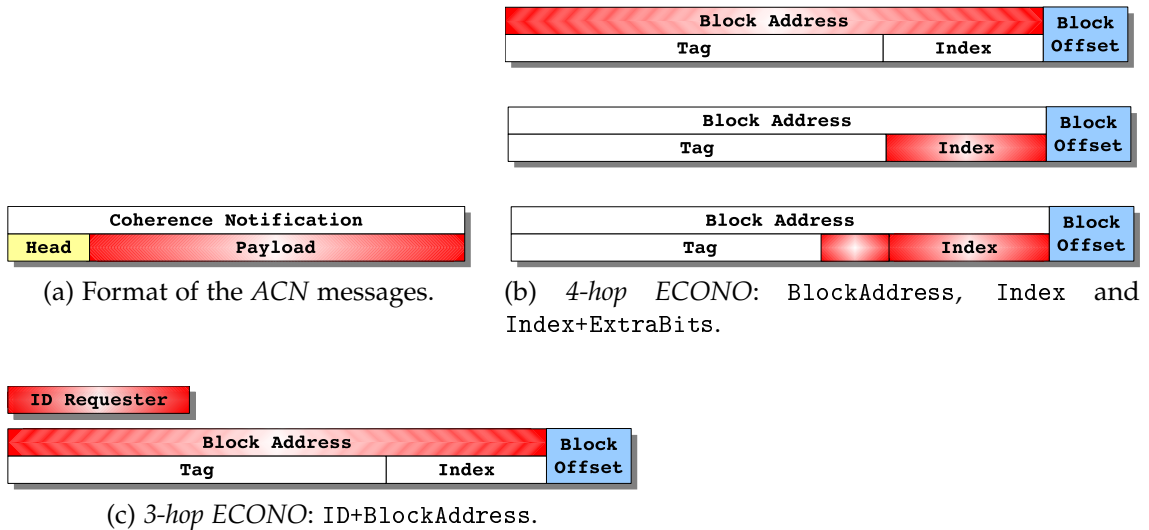 Coherence Notification
Head Payload
(a) Format of the ACN messages.
Block Address Block
Tag Index Offset
Block Address Block
Tag Index Offset
Block Address Block
Tag Index Offset
(b) 4-hop ECONO: BlockAddress, Index and
Index+ExtraBits.
ID Requester
Block Address Block
Tag Index Offset
(c) 3-hop ECONO: ID+BlockAddress.